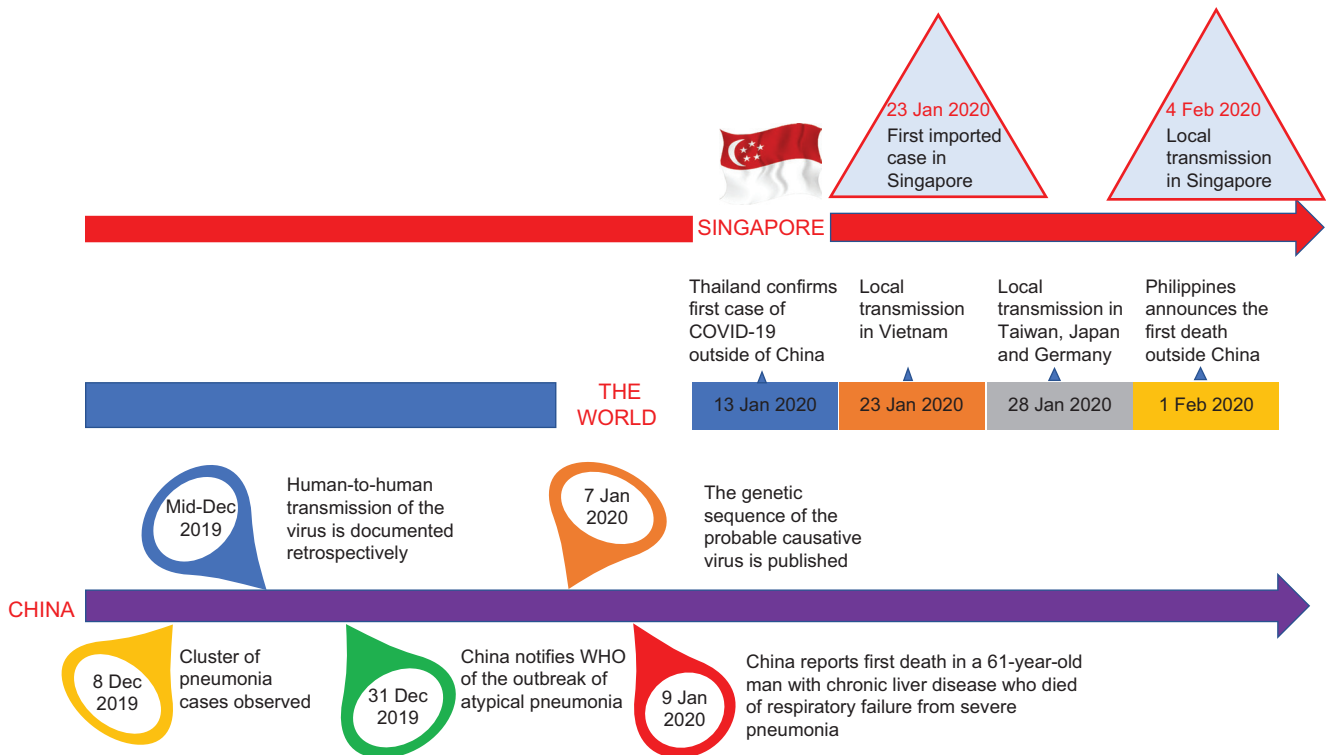 23 Jan 2020
First imported
case in
Singapore
4 Feb 2020
Local
transmission
in Singapore
SINGAPORE
Thailand confirms
first case of
COVID-19
outside of China
Local
transmission
in Vietnam
Local
transmission in
Taiwan, Japan
and Germany
Philippines
announces the
first death
outside China
THE
WORLD
13 Jan 2020
23 Jan 2020
28 Jan 2020
1 Feb 2020
Mid-Dec
2019
Human-to-human
transmission of
the virus is documented
retrospectively
7 Jan
2020
The genetic
sequence of the
probable causative
virus is published
CHINA
8 Dec
2019
Cluster of
pneumonia
cases observed
31 Dec
2019
China notifies WHO
of the outbreak of
atypical pneumonia
9 Jan
2020
China reports first death in a 61-year-old
man with chronic liver disease who died
of respiratory failure from severe
pneumonia